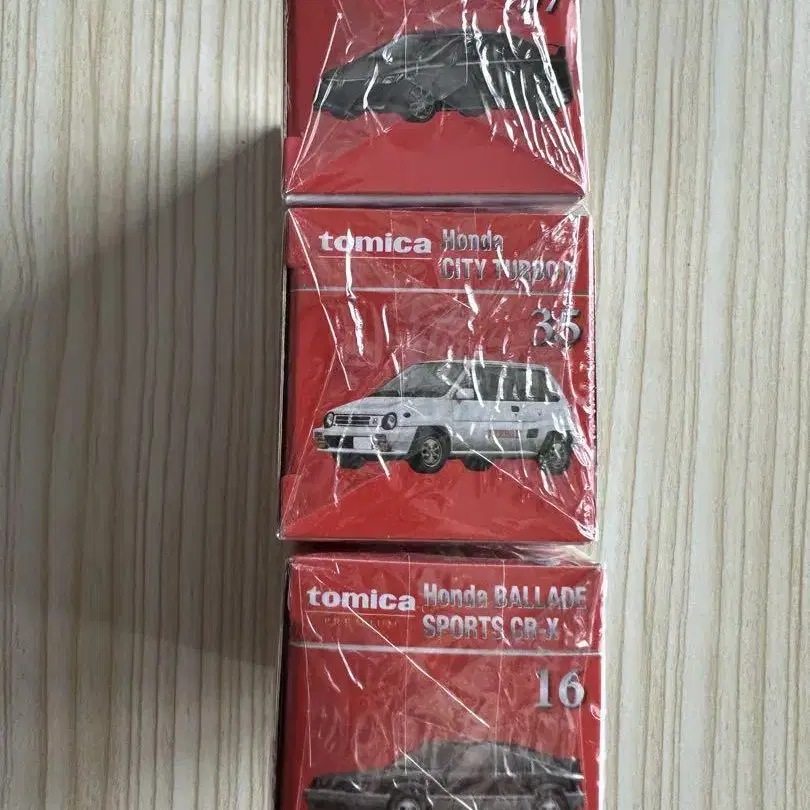 tomica Honda
CITY TURBO II
35
tomica Honda BALLADE
PREMIUM SPORTS CR-X
16